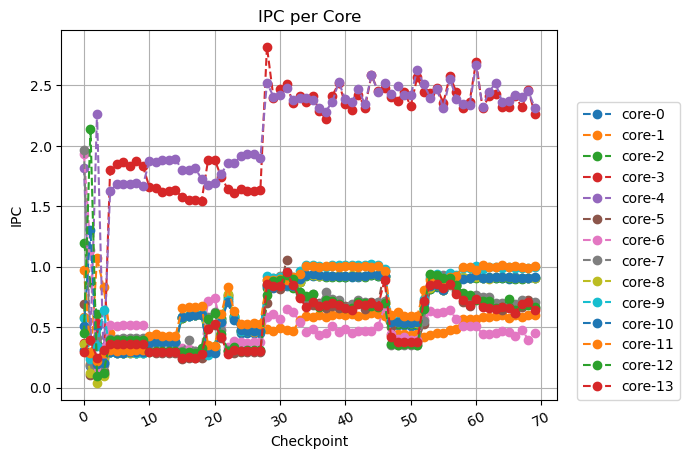 IPC per Core
IPC
2.5
2.0
1.5
1.0
0.5
0.0
0
10
20
30
40
50
60
70
Checkpoint
core-0
core-1
core-2
core-3
core-4
core-5
core-6
core-7
core-8
core-9
core-10
core-11
core-12
core-13